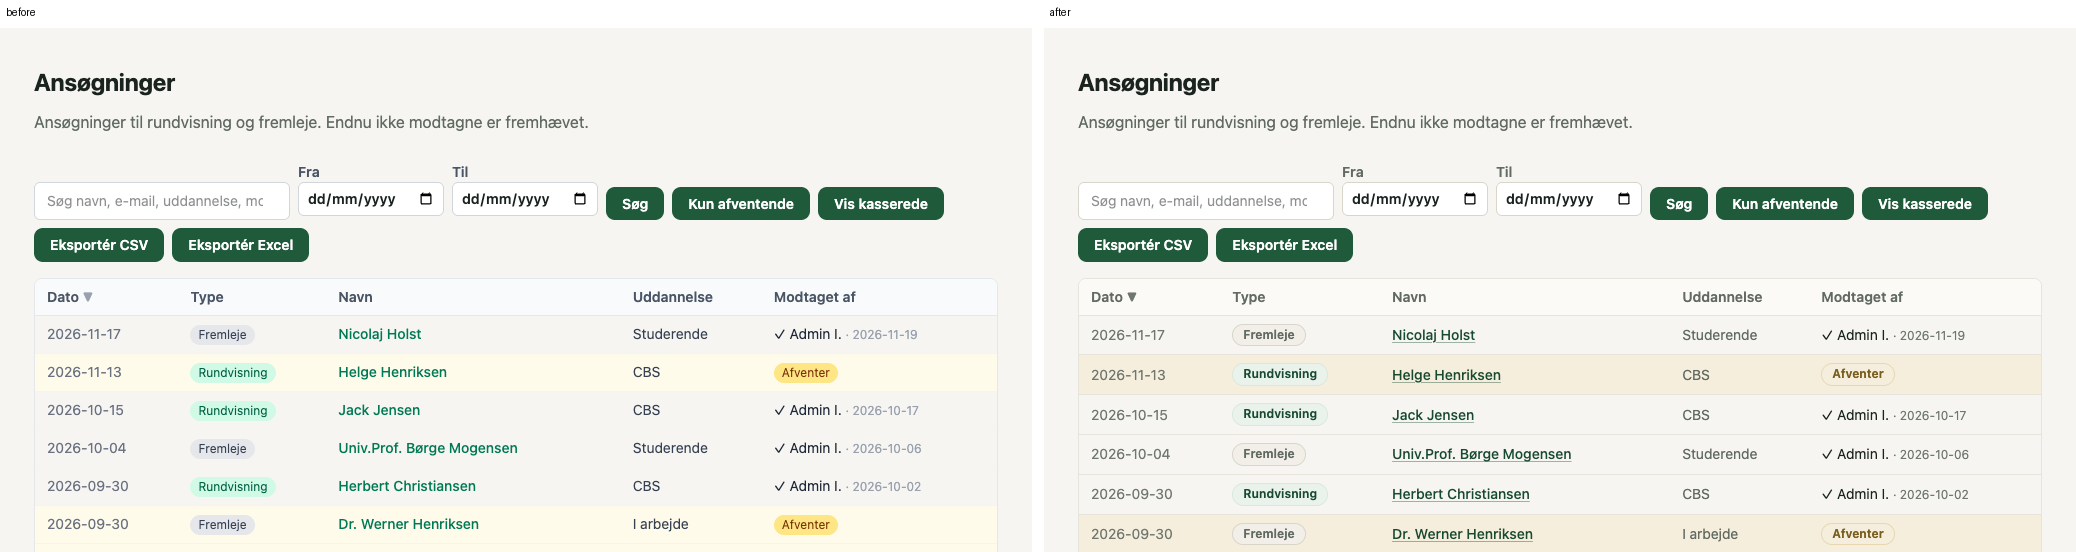 before
Ansøgninger
Ansøgninger til rundvisning og fremleje. Endnu ikke modtagne er fremhævet.
Fra Til
Søg navn, e-mail, uddannelse, mo dd/mm/yyyy dd/mm/yyyy Søg Kun afventende Vis kasserede
Eksportér CSV Eksportér Excel
Dato ▼ Type Navn Uddannelse Modtaget af
2026-11-17 Fremleje Nicolaj Holst Studerende ✓ Admin I. · 2026-11-19
2026-11-13 Rundvisning Helge Henriksen CBS Afventer
2026-10-15 Rundvisning Jack Jensen CBS ✓ Admin I. · 2026-10-17
2026-10-04 Fremleje Univ.Prof. Børge Mogensen Studerende ✓ Admin I. · 2026-10-06
2026-09-30 Rundvisning Herbert Christiansen CBS ✓ Admin I. · 2026-10-02
2026-09-30 Fremleje Dr. Werner Henriksen I arbejde Afventer
after
Ansøgninger
Ansøgninger til rundvisning og fremleje. Endnu ikke modtagne er fremhævet.
Fra Til
Søg navn, e-mail, uddannelse, mo dd/mm/yyyy dd/mm/yyyy Søg Kun afventende Vis kasserede
Eksportér CSV Eksportér Excel
Dato ▼ Type Navn Uddannelse Modtaget af
2026-11-17 Fremleje Nicolaj Holst Studerende ✓ Admin I. · 2026-11-19
2026-11-13 Rundvisning Helge Henriksen CBS Afventer
2026-10-15 Rundvisning Jack Jensen CBS ✓ Admin I. · 2026-10-17
2026-10-04 Fremleje Univ.Prof. Børge Mogensen Studerende ✓ Admin I. · 2026-10-06
2026-09-30 Rundvisning Herbert Christiansen CBS ✓ Admin I. · 2026-10-02
2026-09-30 Fremleje Dr. Werner Henriksen I arbejde Afventer